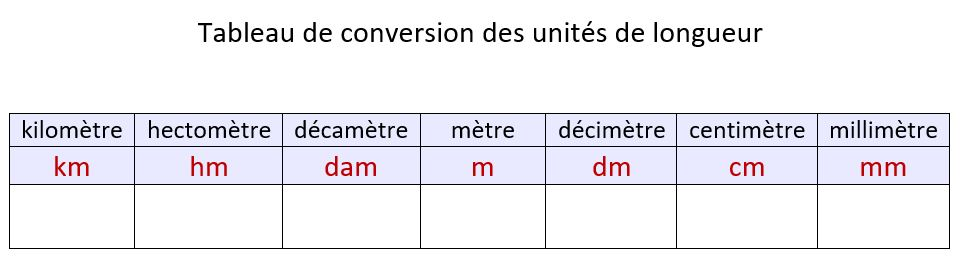 Tableau de conversion des unités de longueur
kilomètre hectomètre décamètre mètre décimètre centimètre millimètre
km hm dam m dm cm mm